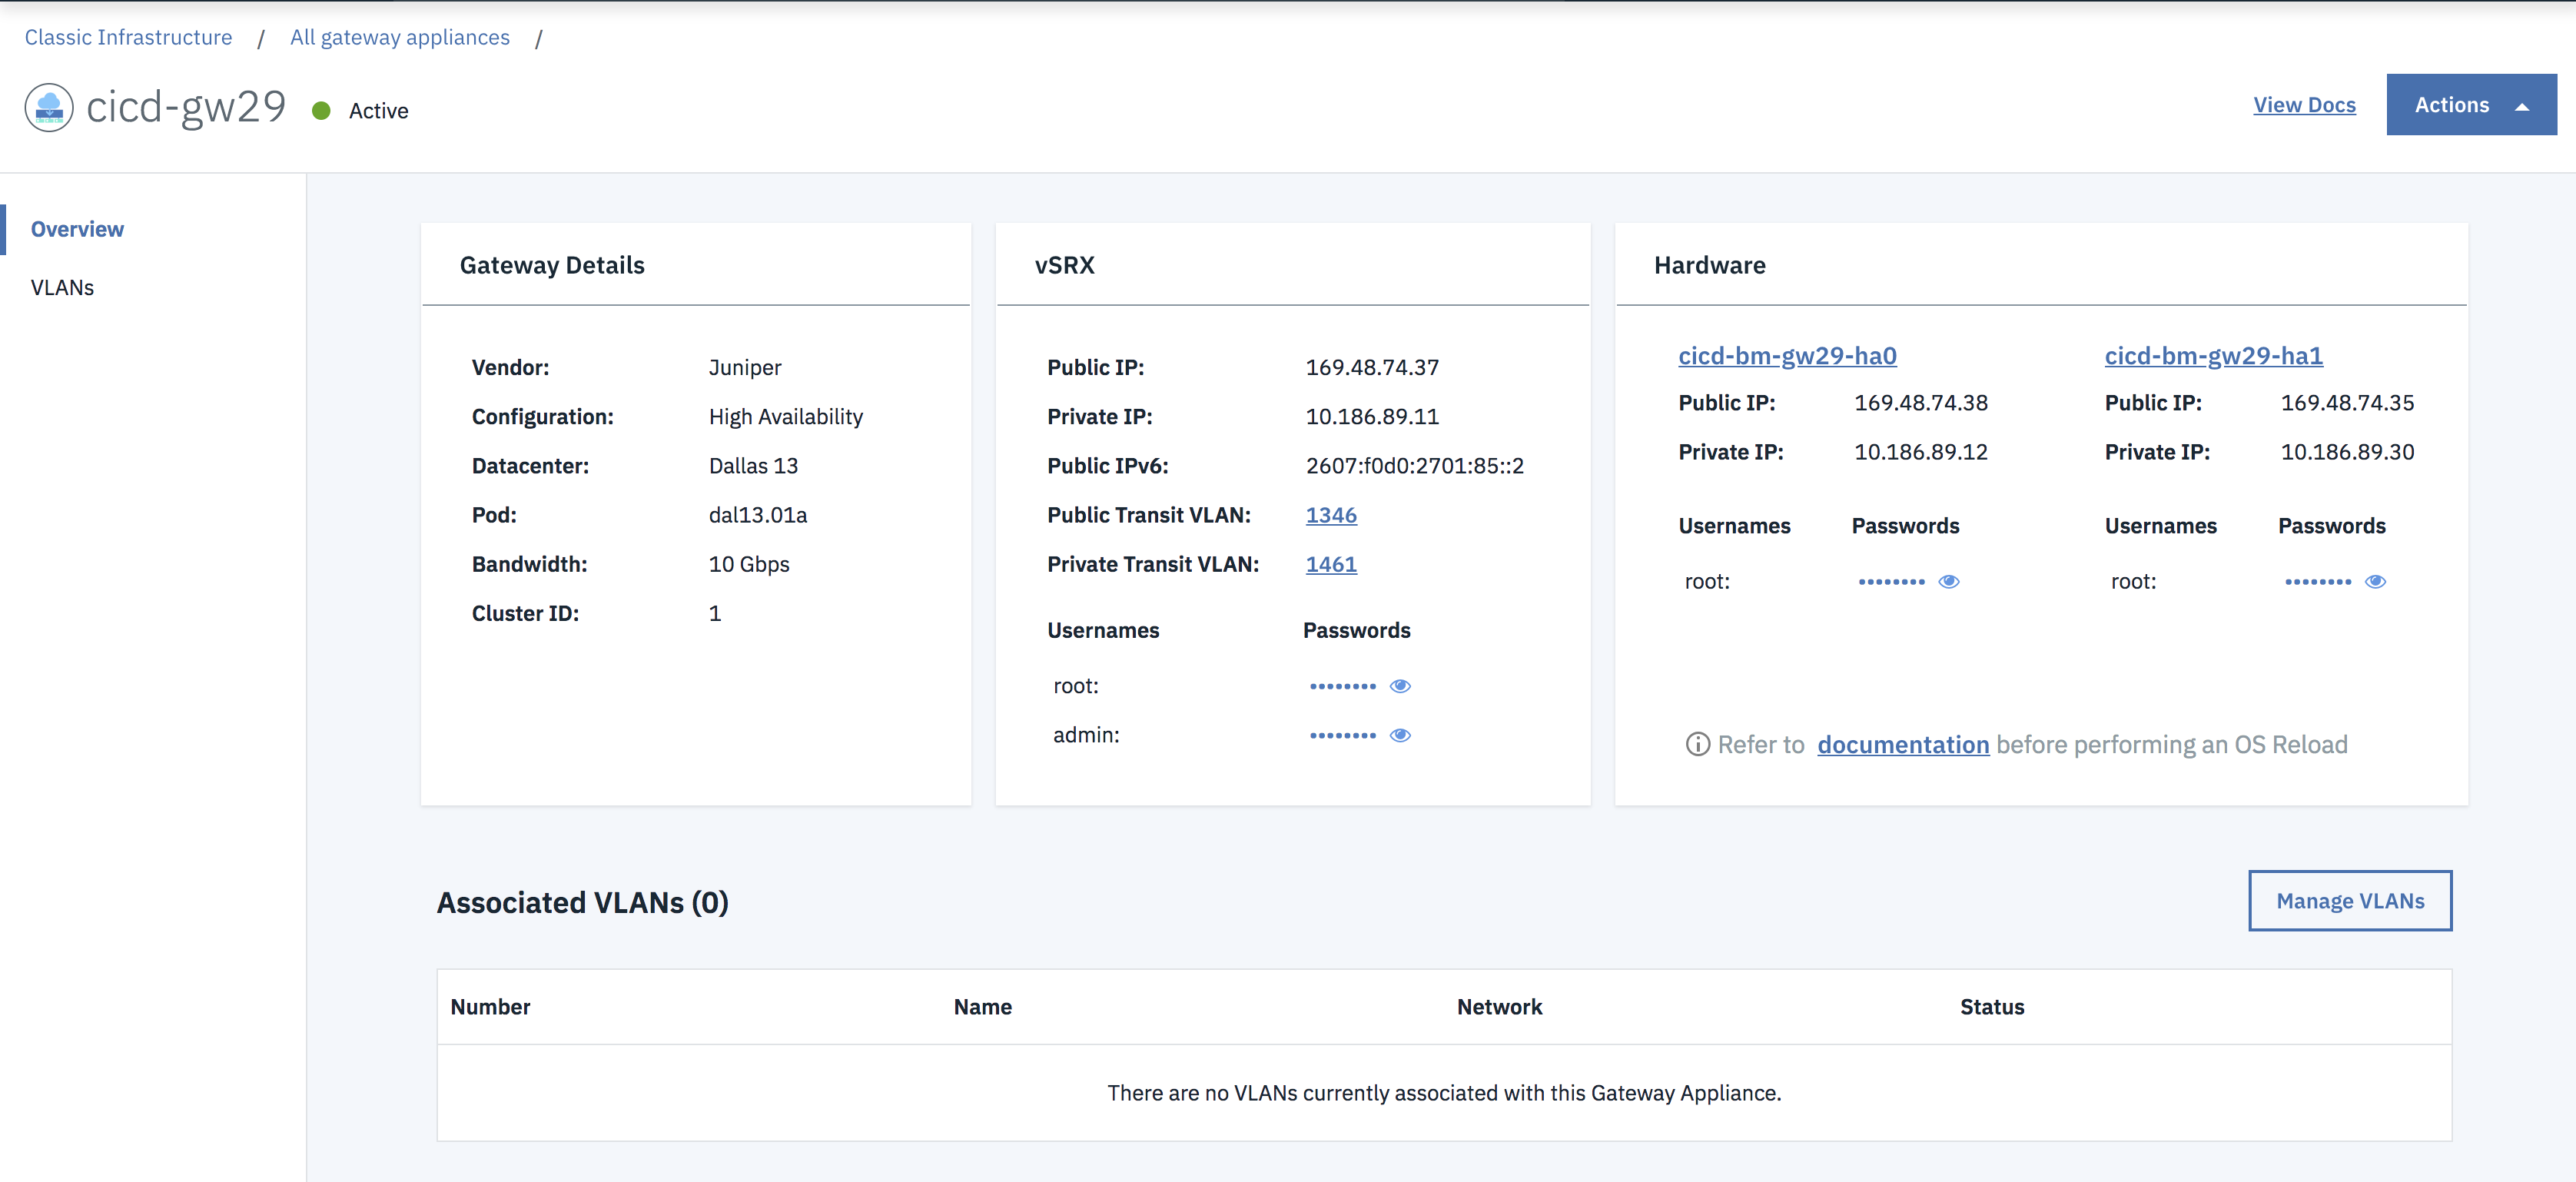 Classic Infrastructure / All gateway appliances /
cicd-gw29 Active
View Docs
Actions
Overview
VLANs
Gateway Details
Vendor: Juniper
Configuration: High Availability
Datacenter: Dallas 13
Pod: dal13.01a
Bandwidth: 10 Gbps
Cluster ID: 1
vSRX
Public IP: 169.48.74.37
Private IP: 10.186.89.11
Public IPv6: 2607:f0d0:2701:85::2
Public Transit VLAN: 1346
Private Transit VLAN: 1461
Usernames Passwords
root: ••••••••
admin: ••••••••
Hardware
cicd-bm-gw29-ha0
Public IP: 169.48.74.38
Private IP: 10.186.89.12
Usernames Passwords
root: ••••••••
cicd-bm-gw29-ha1
Public IP: 169.48.74.35
Private IP: 10.186.89.30
Usernames Passwords
root: ••••••••
Refer to documentation before performing an OS Reload
Associated VLANs (0)
Manage VLANs
Number Name Network Status
There are no VLANs currently associated with this Gateway Appliance.